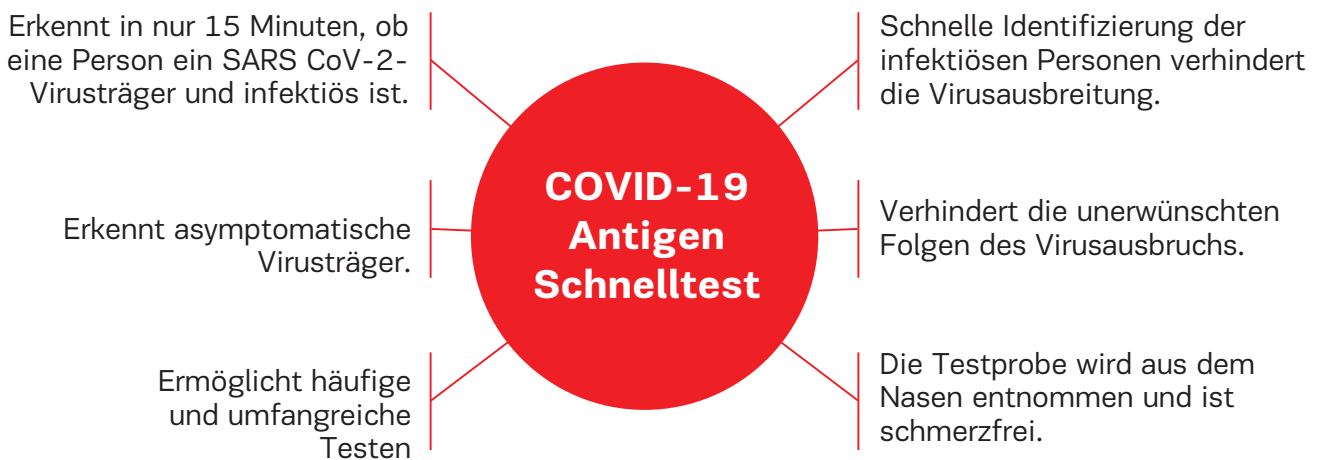 Erkennt in nur 15 Minuten, ob
eine Person ein SARS CoV-2-
Virusträger und infektiös ist.
Erkennt asymptomatische
Virusträger.
Ermöglicht häufige
und umfangreiche
Testen
COVID-19
Antigen
Schnelltest
Schnelle Identifizierung der
infektiösen Personen verhindert
die Virusausbreitung.
Verhindert die unerwünschten
Folgen des Virusausbruchs.
Die Testprobe wird aus dem
Nasen entnommen und ist
schmerzfrei.